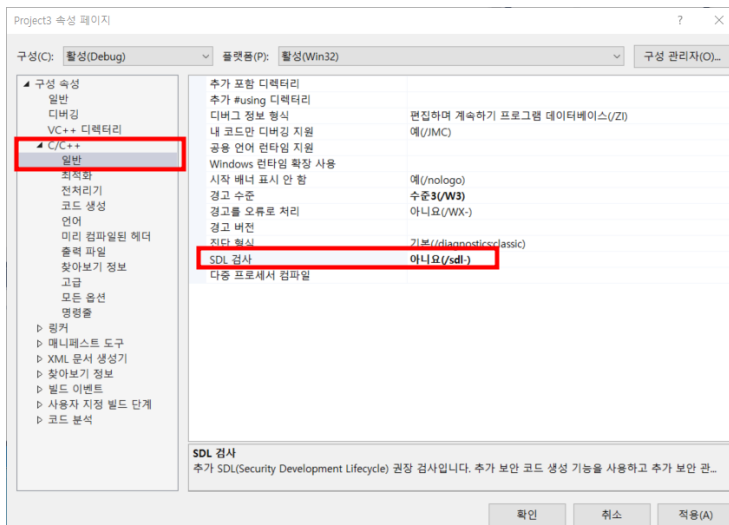 Project3 속성 페이지
? ×
구성(C): 활성(Debug) 플랫폼(P): 활성(Win32) 구성 관리자(O)...
구성 속성
일반
디버깅
VC++ 디렉터리
C/C++
일반
최적화
전처리기
코드 생성
언어
미리 컴파일된 헤더
출력 파일
찾아보기 정보
고급
모든 옵션
명령줄
링커
매니페스트 도구
XML 문서 생성기
찾아보기 정보
빌드 이벤트
사용자 지정 빌드 단계
코드 분석
추가 포함 디렉터리
추가 #using 디렉터리
디버그 정보 형식 편집하며 계속하기 프로그램 데이터베이스(/ZI)
내 코드만 디버깅 지원 예(/JMC)
공용 언어 런타임 지원
Windows 런타임 확장 사용
시작 배너 표시 안 함 예(/nologo)
경고 수준 수준3(/W3)
경고를 오류로 처리 아니요(/WX-)
경고 버전
진단 형식 기본(/diagnostics:classic)
SDL 검사 아니요(/sdl-)
다중 프로세서 컴파일
SDL 검사
추가 SDL(Security Development Lifecycle) 권장 검사입니다. 추가 보안 코드 생성 기능을 사용하고 추가 보안 관...
확인 취소 적용(A)